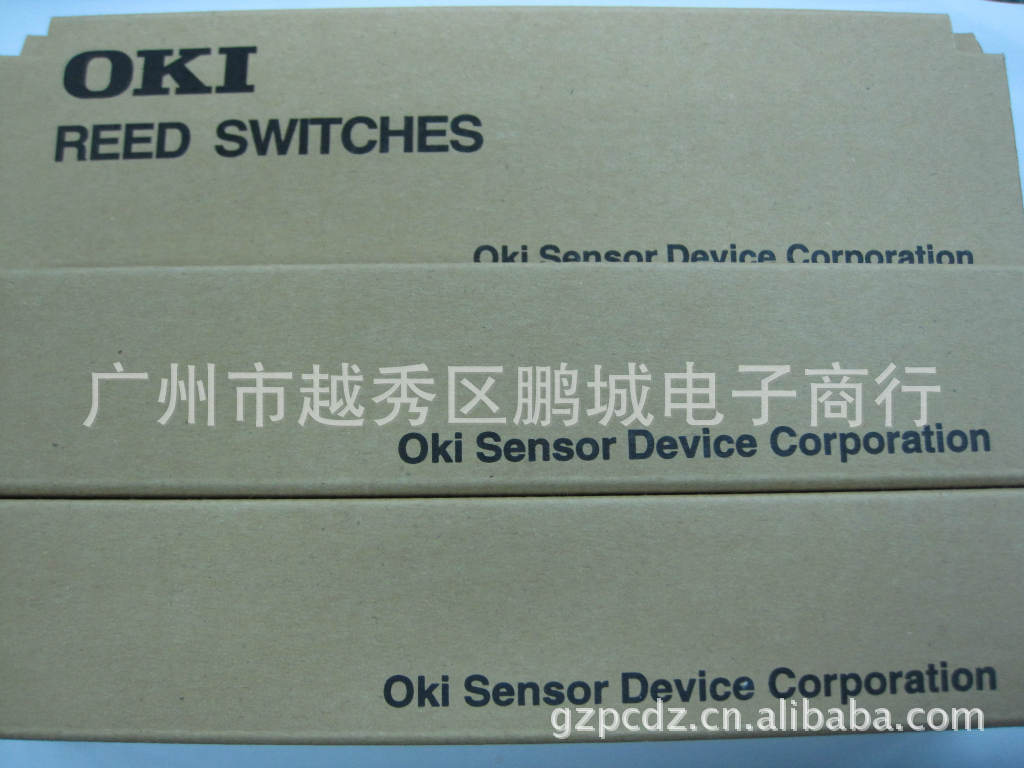 OKI
REED SWITCHES
Oki Sensor Device Corporation
广州市越秀区鹏城电子商行
Oki Sensor Device Corporation
Oki Sensor Device Corporation
gzpcdz.cn.alibaba.com